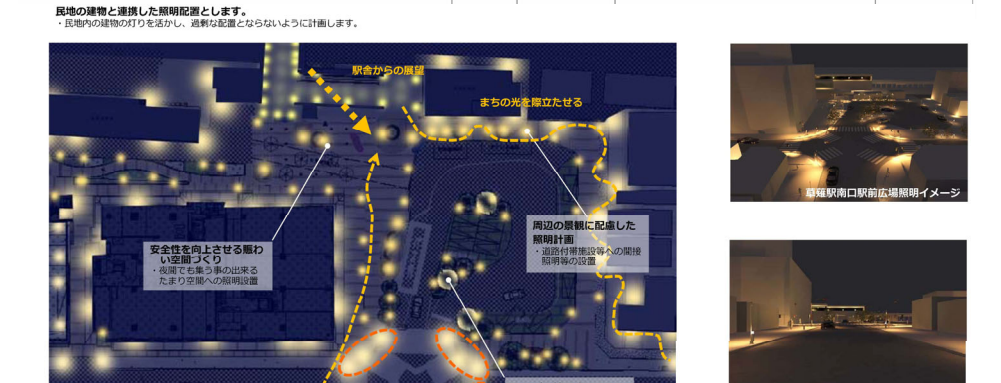 民地の建物と連携した照明配置とします。
・民地内の建物の灯りを活かし、過剰な配置とならないように計画します。
駅舎からの展望
まちの光を際立たせる
安全性を向上させる賑わ
い空間づくり
・夜間でも集う事の出来る
たまり空間への照明設置
周辺の景観に配慮した
照明計画
・道路付帯施設等への間接
照明等の設置
草薙駅南口駅前広場照明イメージ